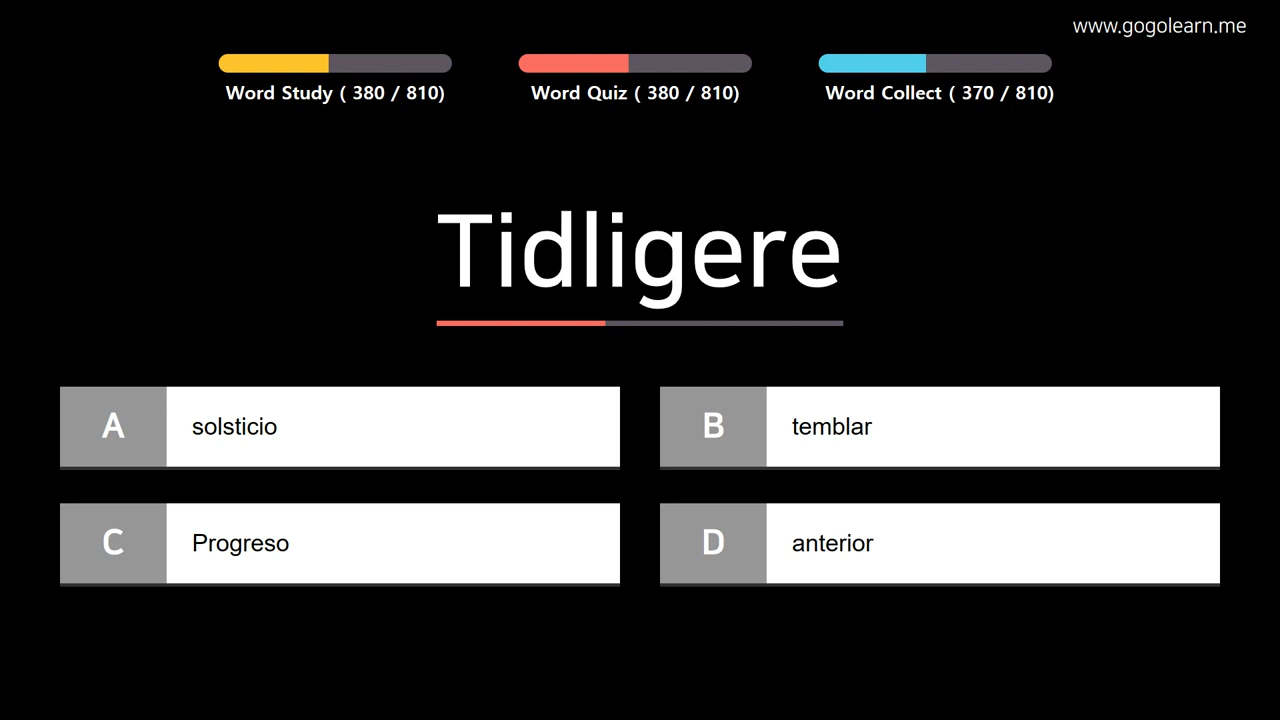 www.gogolearn.me
Word Study ( 380 / 810)
Word Quiz ( 380 / 810)
Word Collect ( 370 / 810)
Tidligere
A
solsticio
B
temblar
C
Progreso
D
anterior